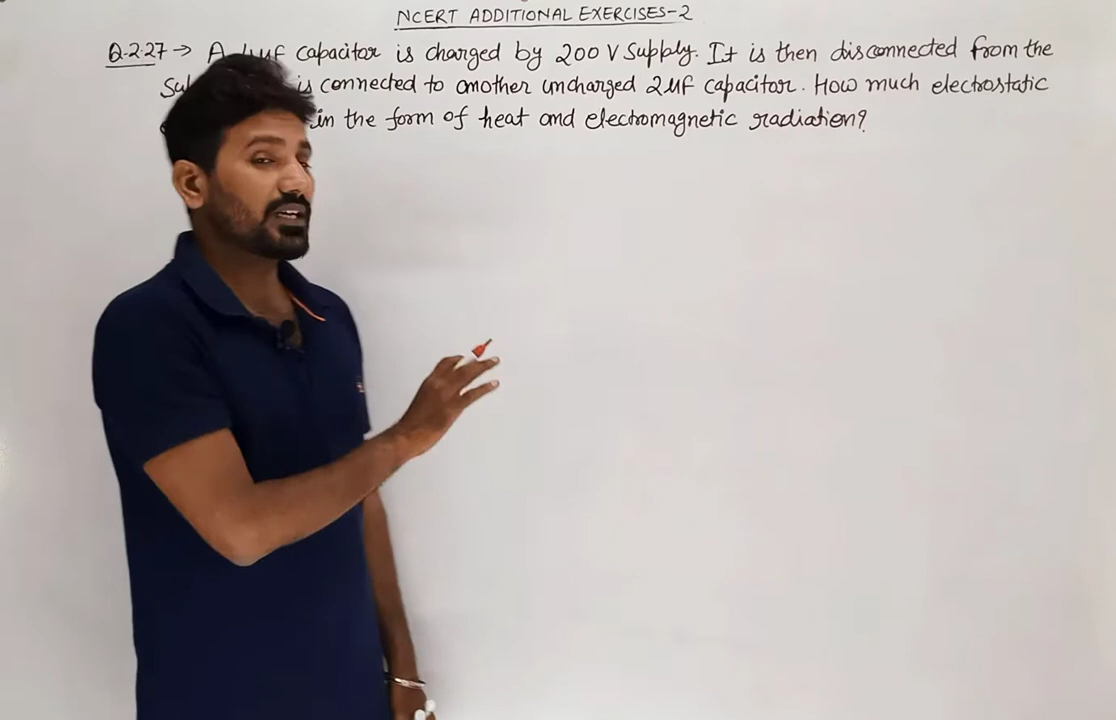 NCERT ADDITIONAL EXERCISES-2
Q.2.27 → A 4μF capacitor is charged by 200 V Supply. It is then disconnected from the
is connected to another uncharged 2μF capacitor. How much electrostatic
in the form of heat and electromagnetic radiation?